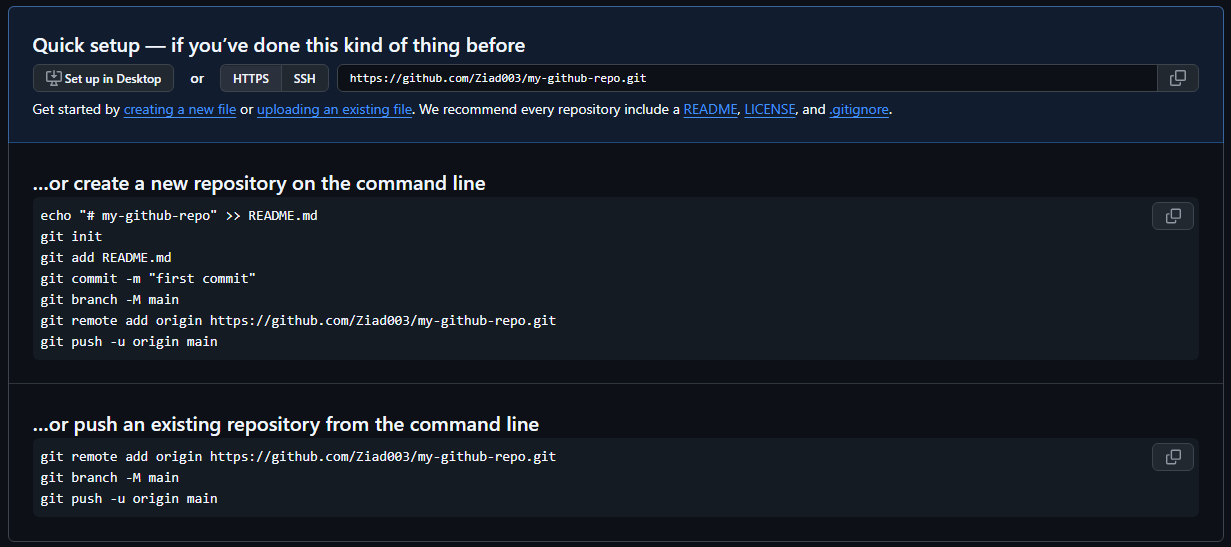 Quick setup — if you’ve done this kind of thing before
Set up in Desktop or HTTPS SSH https://github.com/Ziad003/my-github-repo.git
Get started by creating a new file or uploading an existing file. We recommend every repository include a README, LICENSE, and .gitignore.
…or create a new repository on the command line
echo "# my-github-repo" >> README.md
git init
git add README.md
git commit -m "first commit"
git branch -M main
git remote add origin https://github.com/Ziad003/my-github-repo.git
git push -u origin main
…or push an existing repository from the command line
git remote add origin https://github.com/Ziad003/my-github-repo.git
git branch -M main
git push -u origin main